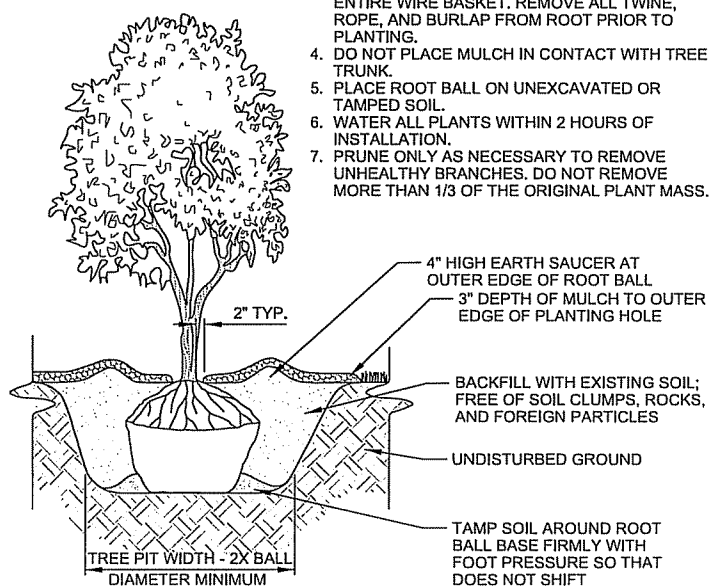 ENTIRE WIRE BASKET. REMOVE ALL TWINE,
ROPE, AND BURLAP FROM ROOT PRIOR TO
PLANTING.
4. DO NOT PLACE MULCH IN CONTACT WITH TREE
TRUNK.
5. PLACE ROOT BALL ON UNEXCAVATED OR
TAMPED SOIL.
6. WATER ALL PLANTS WITHIN 2 HOURS OF
INSTALLATION.
7. PRUNE ONLY AS NECESSARY TO REMOVE
UNHEALTHY BRANCHES. DO NOT REMOVE
MORE THAN 1/3 OF THE ORIGINAL PLANT MASS.
4" HIGH EARTH SAUCER AT
OUTER EDGE OF ROOT BALL
2" TYP.
3" DEPTH OF MULCH TO OUTER
EDGE OF PLANTING HOLE
BACKFILL WITH EXISTING SOIL;
FREE OF SOIL CLUMPS, ROCKS,
AND FOREIGN PARTICLES
UNDISTURBED GROUND
TAMP SOIL AROUND ROOT
BALL BASE FIRMLY WITH
FOOT PRESSURE SO THAT
DOES NOT SHIFT
TREE PIT WIDTH - 2X BALL
DIAMETER MINIMUM